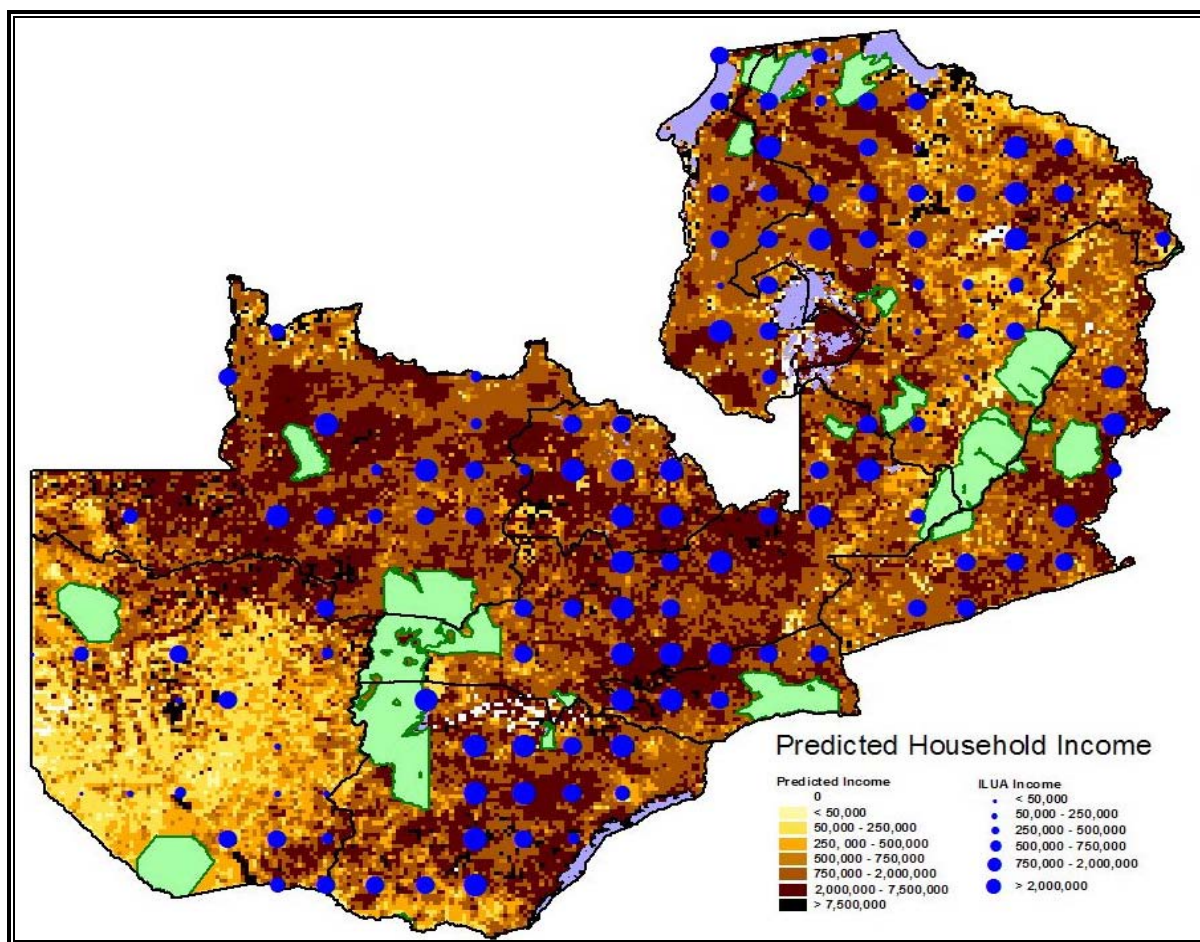 Predicted Household Income
Predicted Income
0
< 50,000
50,000 - 250,000
250, 000 - 500,000
500,000 - 750,000
750,000 - 2,000,000
2,000,000 - 7,500,000
> 7,500,000
ILUA Income
< 50,000
50,000 - 250,000
250,000 - 500,000
500,000 - 750,000
750,000 - 2,000,000
> 2,000,000